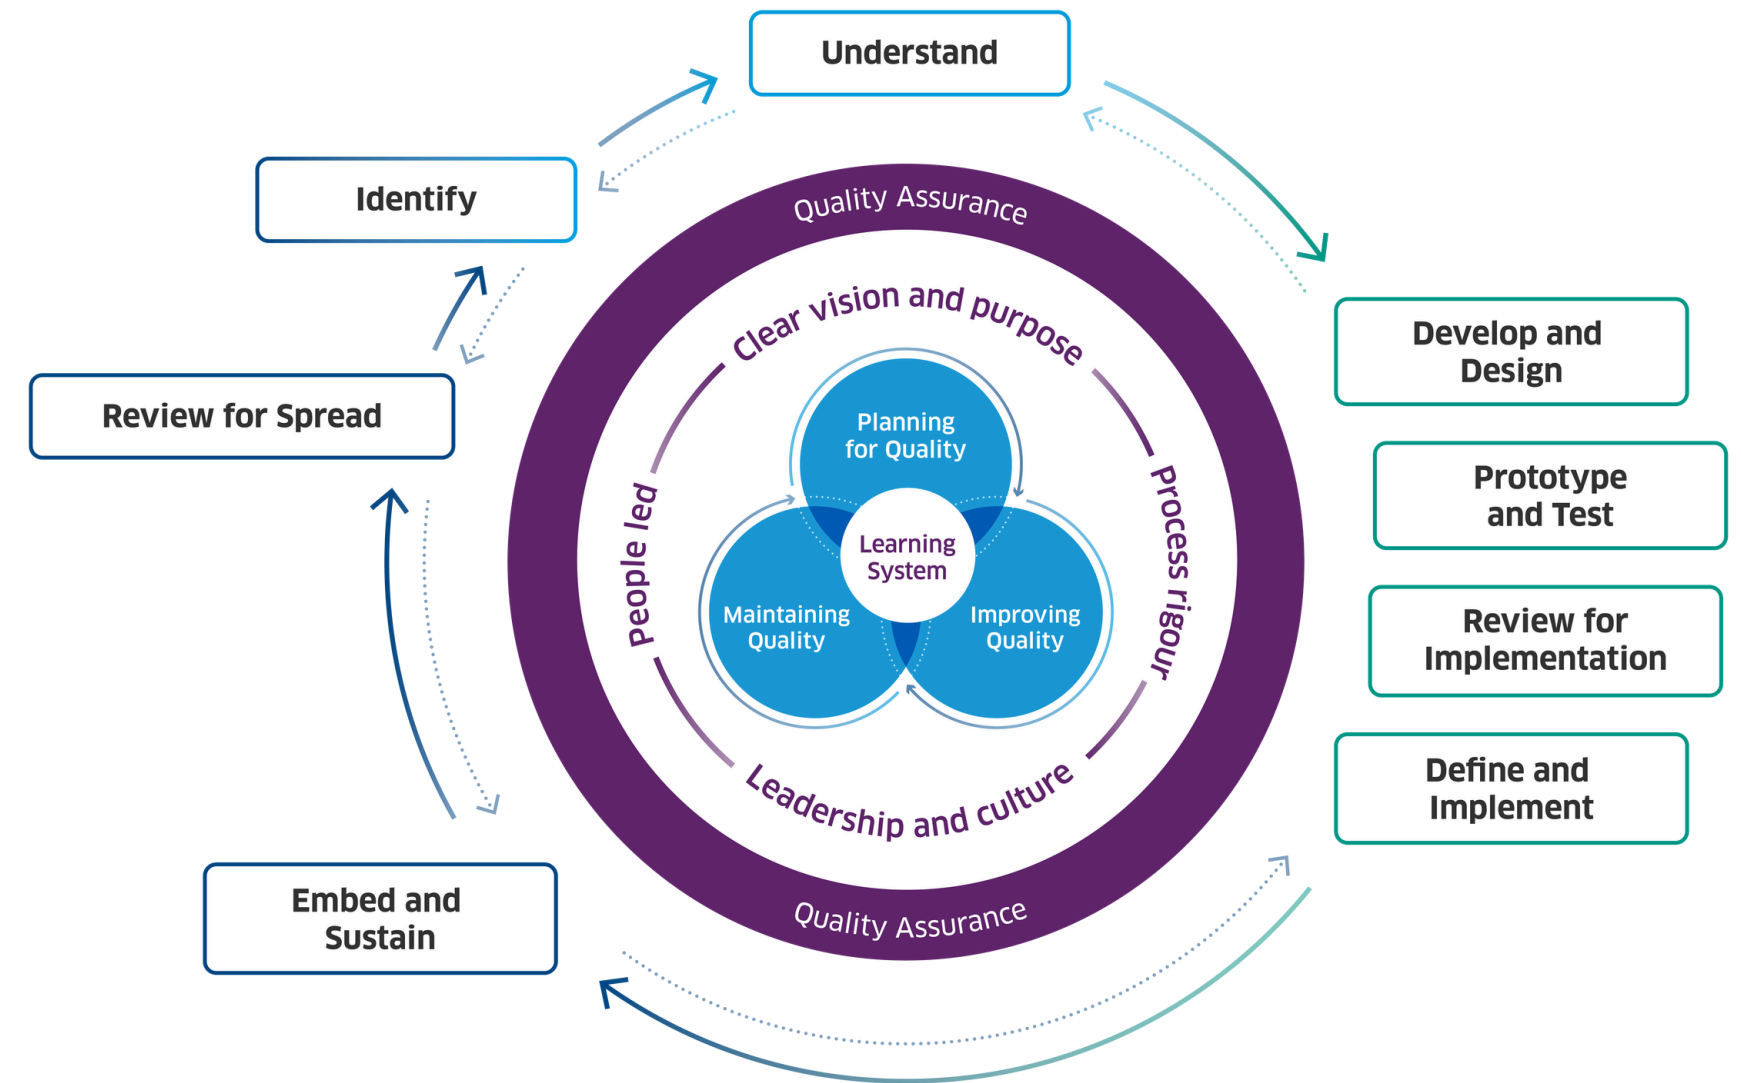 Understand
Identify
Review for Spread
Embed and
Sustain
Develop and
Design
Prototype
and Test
Review for
Implementation
Define and
Implement
Quality Assurance
Clear vision and purpose
Process rigour
Leadership and culture
People led
Planning
for Quality
Learning
System
Maintaining
Quality
Improving
Quality
Quality Assurance